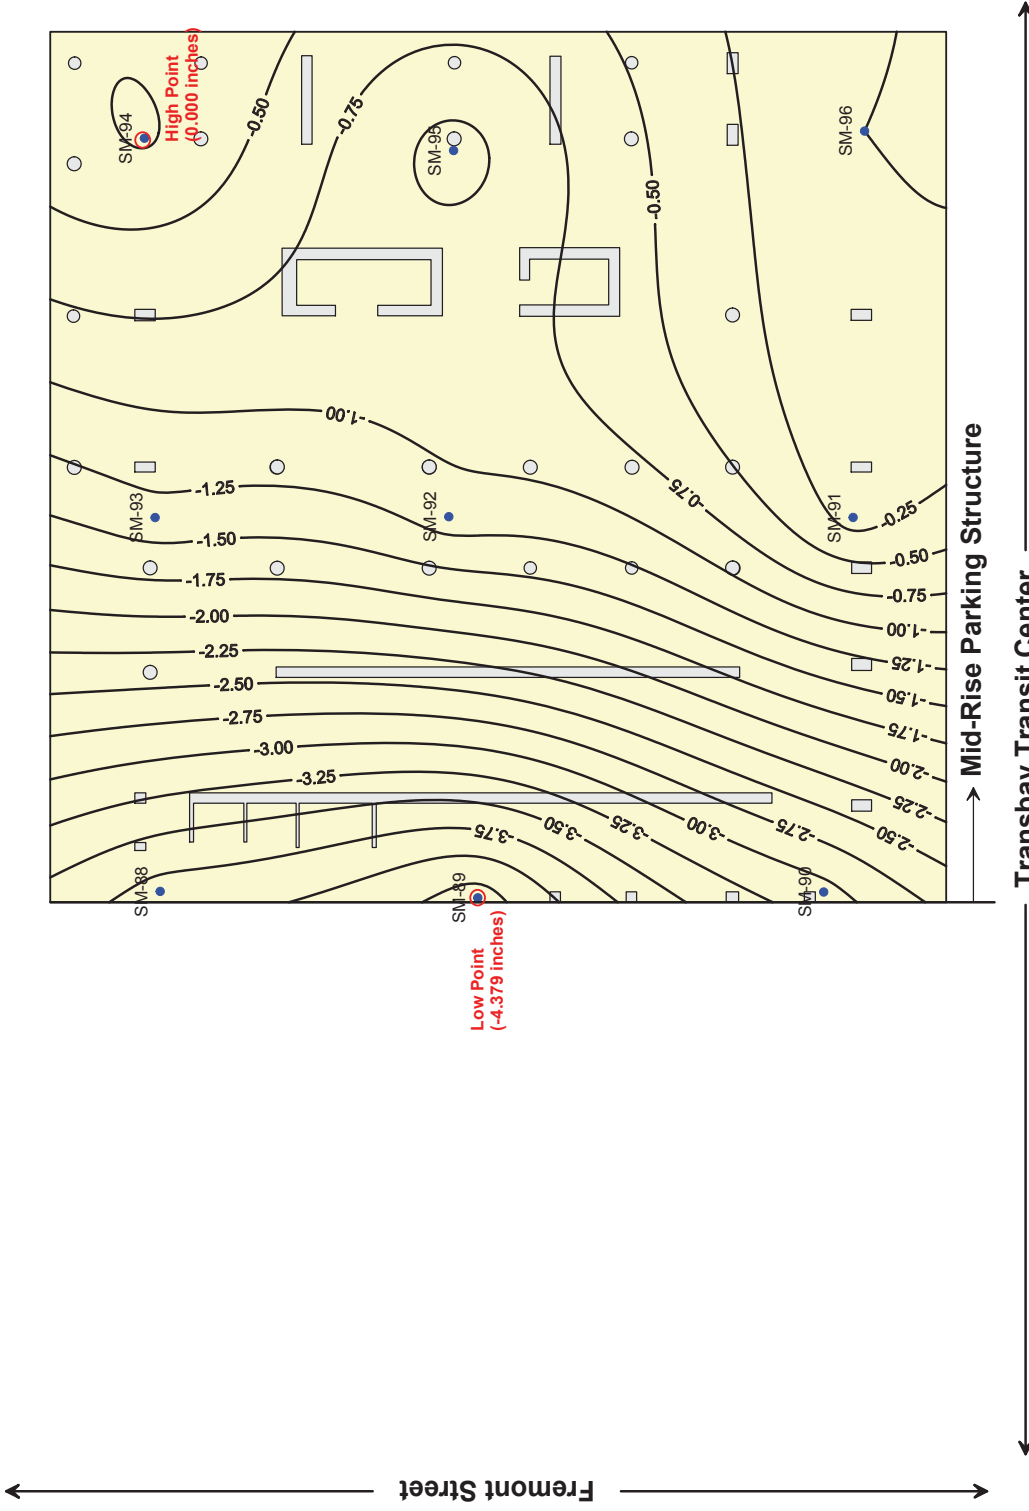 SM-94
High Point
(0.000 inches)
-0.50
-0.75
SM-95
SM-96
-0.50
-1.00
-1.25
SM-93
SM-92
-0.75
SM-91
-0.25
-1.50
-0.50
-1.75
-0.75
-2.00
-1.00
-2.25
-1.25
-2.50
-1.50
-2.75
-1.75
-3.00
-2.00
-3.25
-2.25
-3.75
-3.50
-3.25
-3.00
-2.75
-2.50
SM-88
SM-89
SM-90
Low Point
(-4.379 inches)
Mid-Rise Parking Structure
Transbay Transit Center
Fremont Street